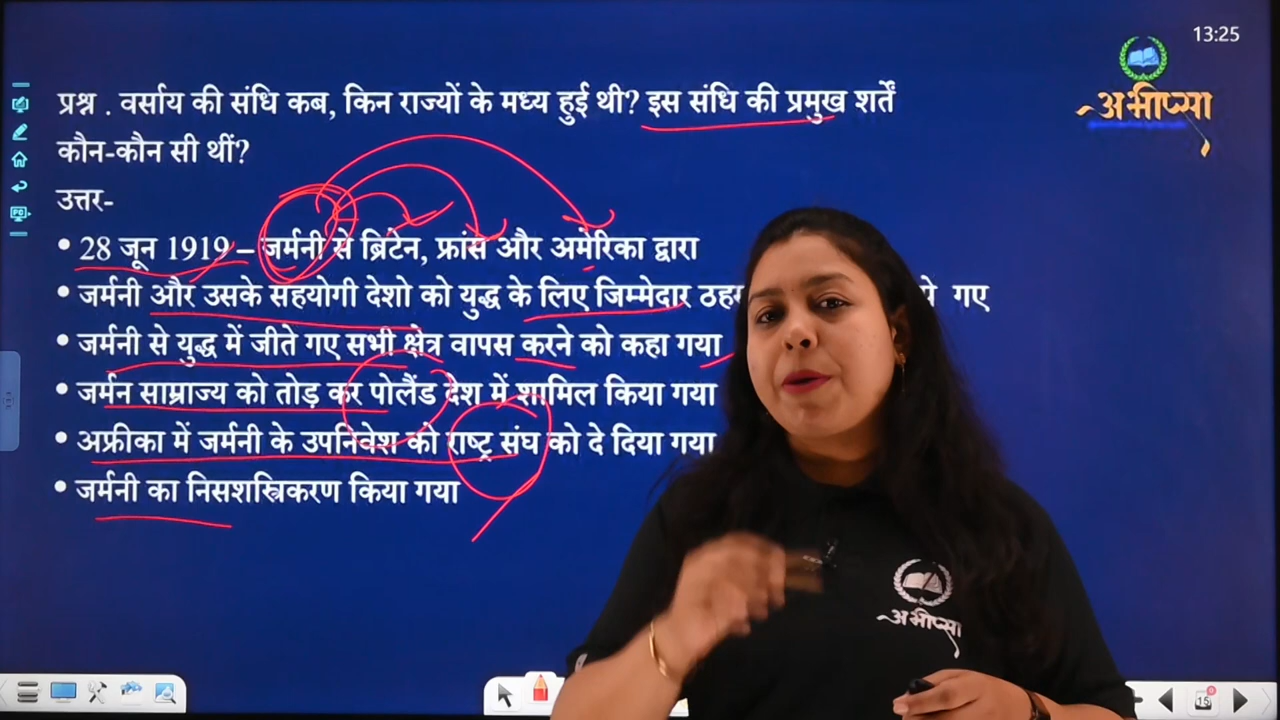 13:25
अभीप्सा
प्रश्न . वर्साय की संधि कब, किन राज्यों के मध्य हुई थी? इस संधि की प्रमुख शर्तें
कौन-कौन सी थीं?
उत्तर-
• 28 जून 1919 – जर्मनी से ब्रिटेन, फ्रांस और अमेरिका द्वारा
• जर्मनी और उसके सहयोगी देशो को युद्ध के लिए जिम्मेदार गए
• जर्मनी से युद्ध में जीते गए सभी क्षेत्र वापस करने को कहा गया
• जर्मन साम्राज्य को तोड़ कर पोलैंड देश में शामिल किया गया
• अफ्रीका में जर्मनी के उपनिवेश को राष्ट्र संघ को दे दिया गया
• जर्मनी का निसशस्त्रिकरण किया गया
अभीप्सा
15